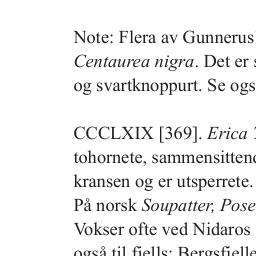 Note: Flera av Gunnerus
Centaurea nigra. Det er
og svartknoppurt. Se ogs
CCCLXIX [369]. Erica
tohornete, sammensittend
kransen og er utsperrete.
På norsk Soupatter, Pose
Vokser ofte ved Nidaros
også til fjells: Bergsfjelle